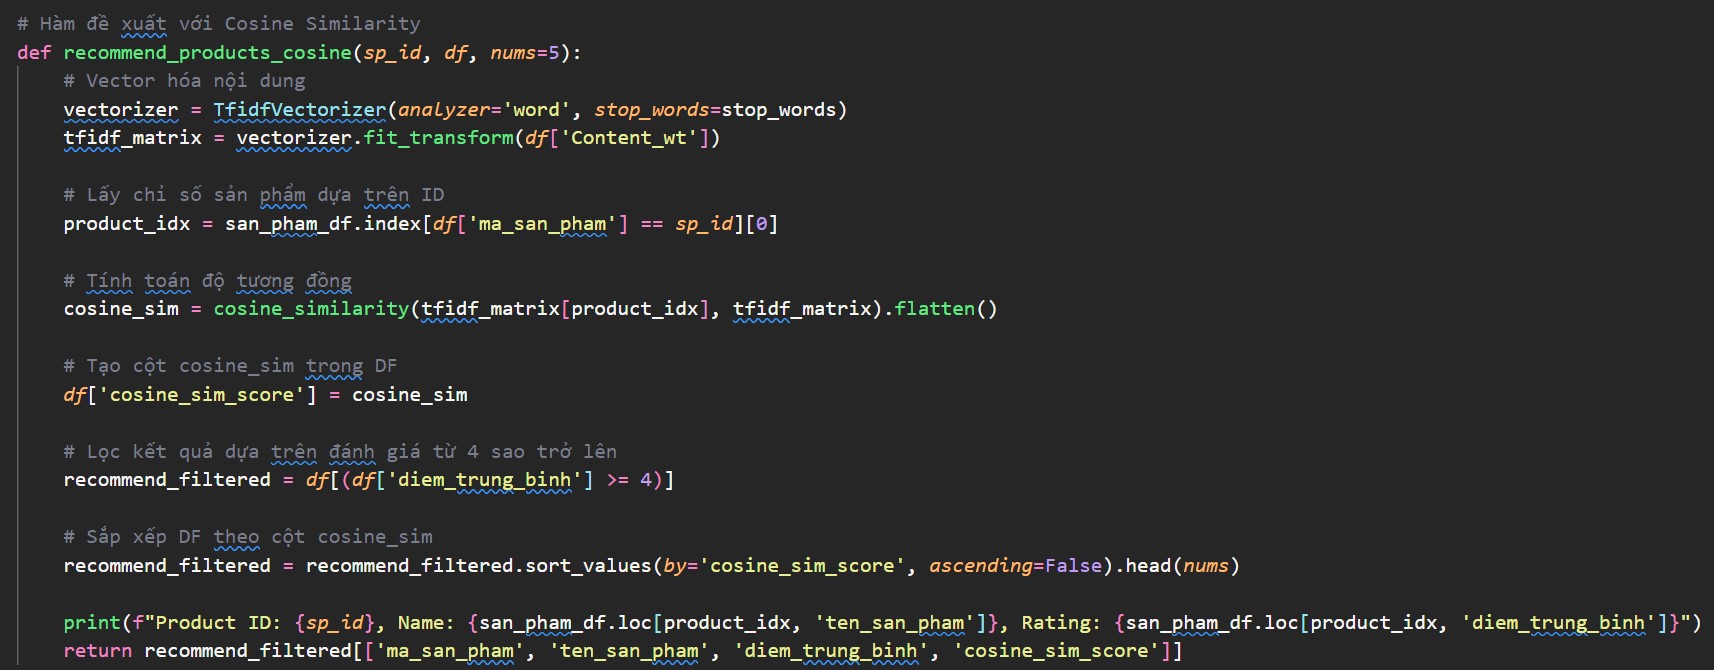 # Hàm đề xuất với Cosine Similarity
def recommend_products_cosine(sp_id, df, nums=5):
    # Vector hóa nội dung
    vectorizer = TfidfVectorizer(analyzer='word', stop_words=stop_words)
    tfidf_matrix = vectorizer.fit_transform(df['Content_wt'])

    # Lấy chỉ số sản phẩm dựa trên ID
    product_idx = san_pham_df.index[df['ma_san_pham'] == sp_id][0]

    # Tính toán độ tương đồng
    cosine_sim = cosine_similarity(tfidf_matrix[product_idx], tfidf_matrix).flatten()

    # Tạo cột cosine_sim trong DF
    df['cosine_sim_score'] = cosine_sim

    # Lọc kết quả dựa trên đánh giá từ 4 sao trở lên
    recommend_filtered = df[(df['diem_trung_binh'] >= 4)]

    # Sắp xếp DF theo cột cosine_sim
    recommend_filtered = recommend_filtered.sort_values(by='cosine_sim_score', ascending=False).head(nums)

    print(f"Product ID: {sp_id}, Name: {san_pham_df.loc[product_idx, 'ten_san_pham']}, Rating: {san_pham_df.loc[product_idx, 'diem_trung_binh']}")
    return recommend_filtered[['ma_san_pham', 'ten_san_pham', 'diem_trung_binh', 'cosine_sim_score']]